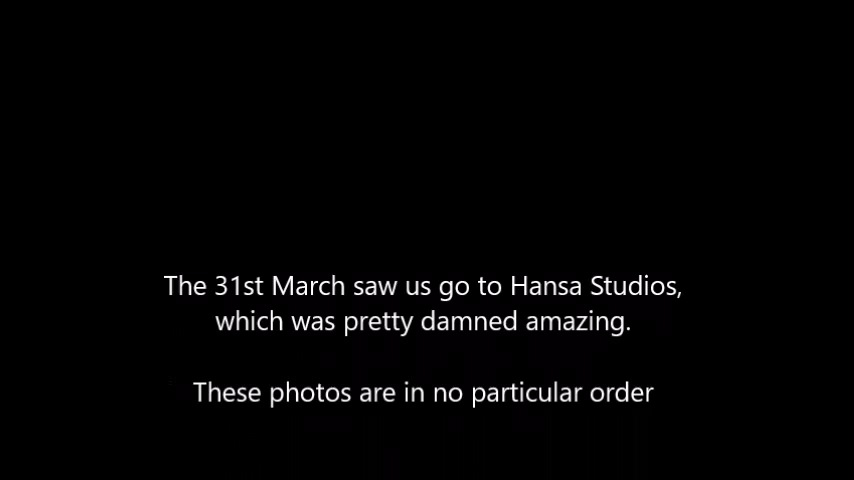 The 31st March saw us go to Hansa Studios,
which was pretty damned amazing.
These photos are in no particular order